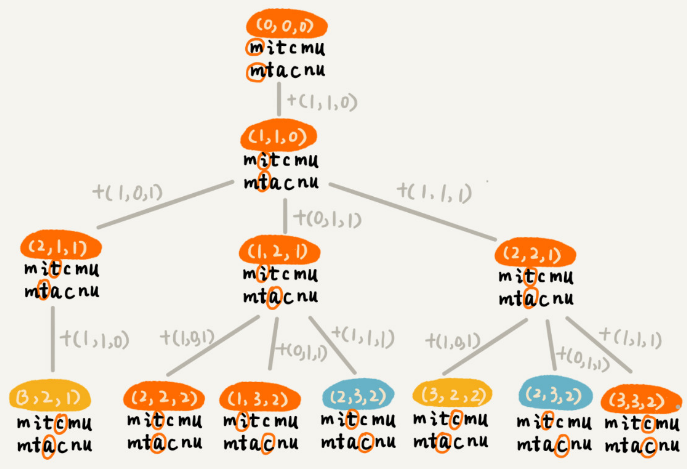 (0,0,0)
mitcmu
mtacnu
+(1,1,0)
(1,1,0)
mitcmu
mtacnu
+(1,0,1)
+(0,1,1)
+(1,1,1)
(2,1,1)
mitcmu
mtacnu
(1,2,1)
mitcmu
mtacnu
(2,2,1)
mitcmu
mtacnu
+(1,1,0)
+(1,0,1)
+(0,1,1)
+(1,1,1)
+(1,0,1)
+(0,1,1)
+(1,1,1)
(3,2,1)
mitcmu
mtacnu
(2,2,2)
mitcmu
mtacnu
(1,3,2)
mitcmu
mtacnu
(2,3,2)
mitcmu
mtacnu
(3,2,2)
mitcmu
mtacnu
(2,3,2)
mitcmu
mtacnu
(3,3,2)
mitcmu
mtacnu